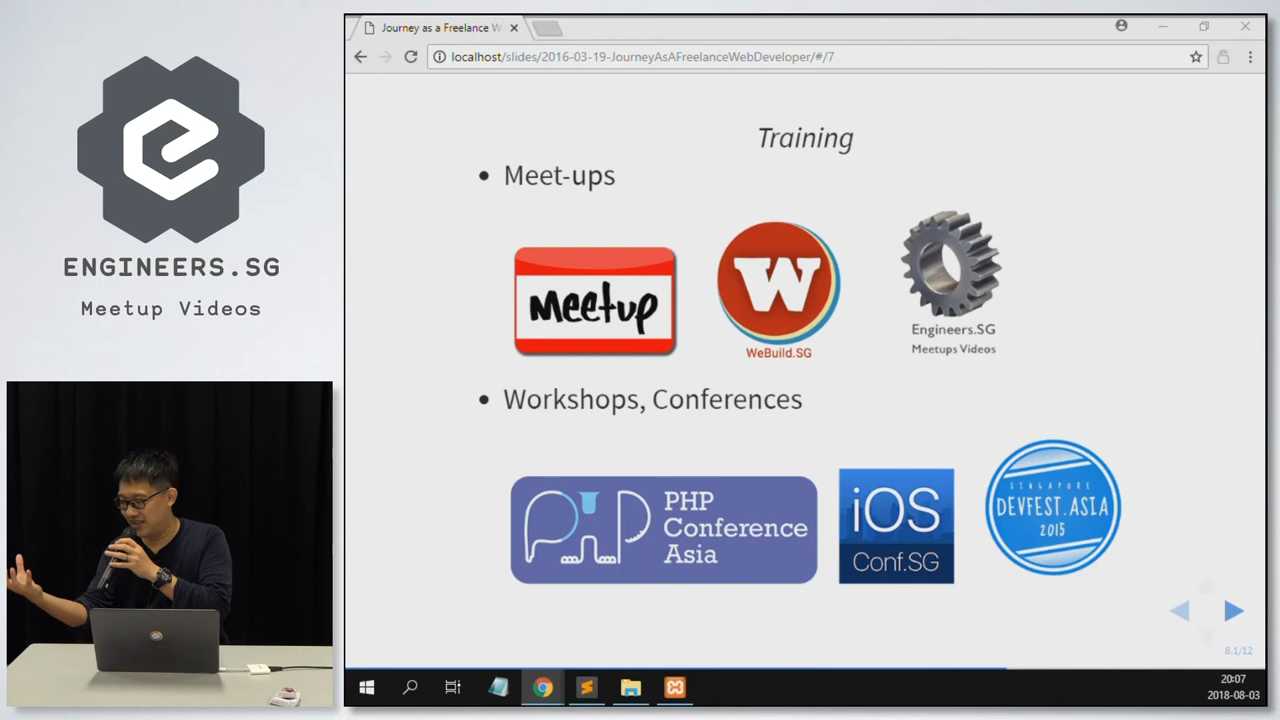 ENGINEERS.SG
Meetup Videos
Journey as a Freelance W
localhost/slides/2016-03-19-JourneyAsAFreelanceWebDeveloper/#/7
Training
• Meet-ups
Meetup
W
WeBuild.SG
Engineers.SG
Meetups Videos
• Workshops, Conferences
PHP
PHP
Conference
Asia
iOS
Conf.SG
SINGAPORE
DEVFEST.ASIA
2015
8.1/12
20:07
2018-08-03